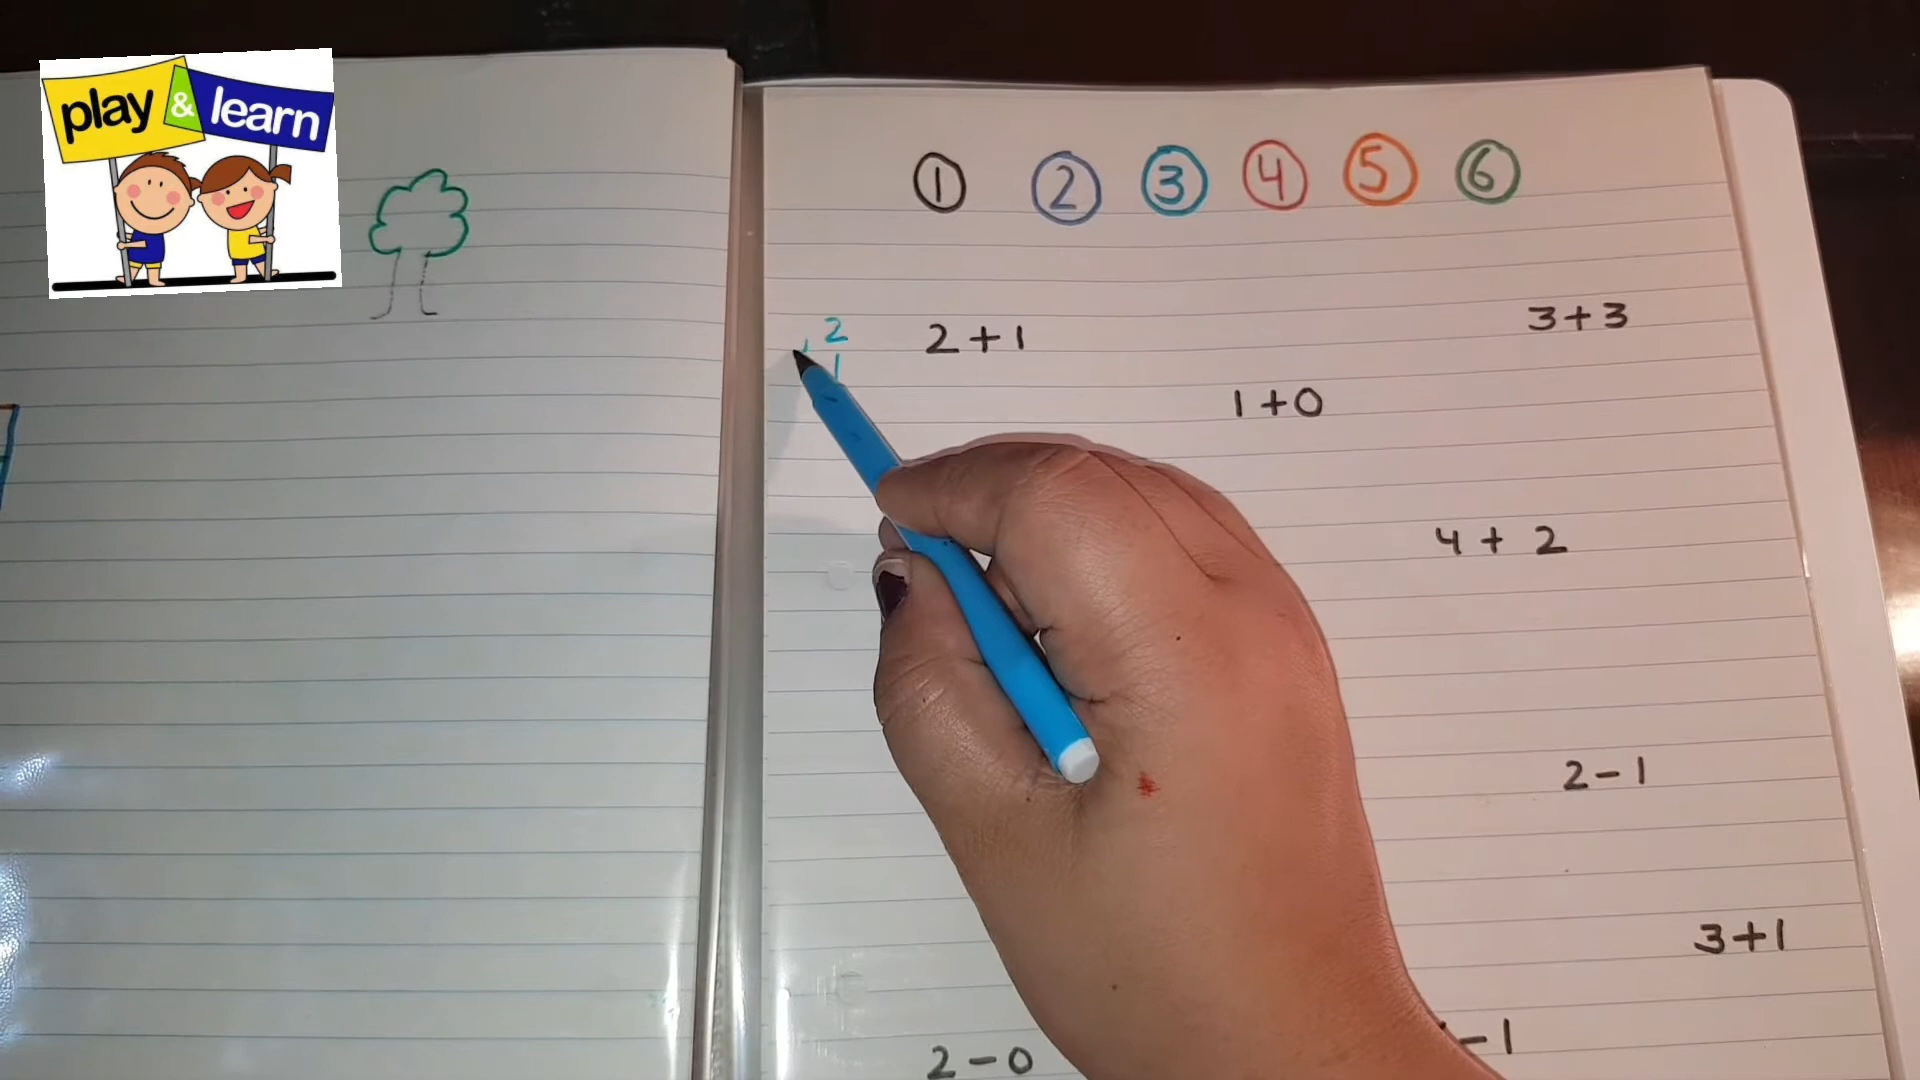 play & learn
1 2 3 4 5 6
2 + 1
3 + 3
2
1
1 + 0
4 + 2
2 - 1
3 + 1
- 1
2 - 0